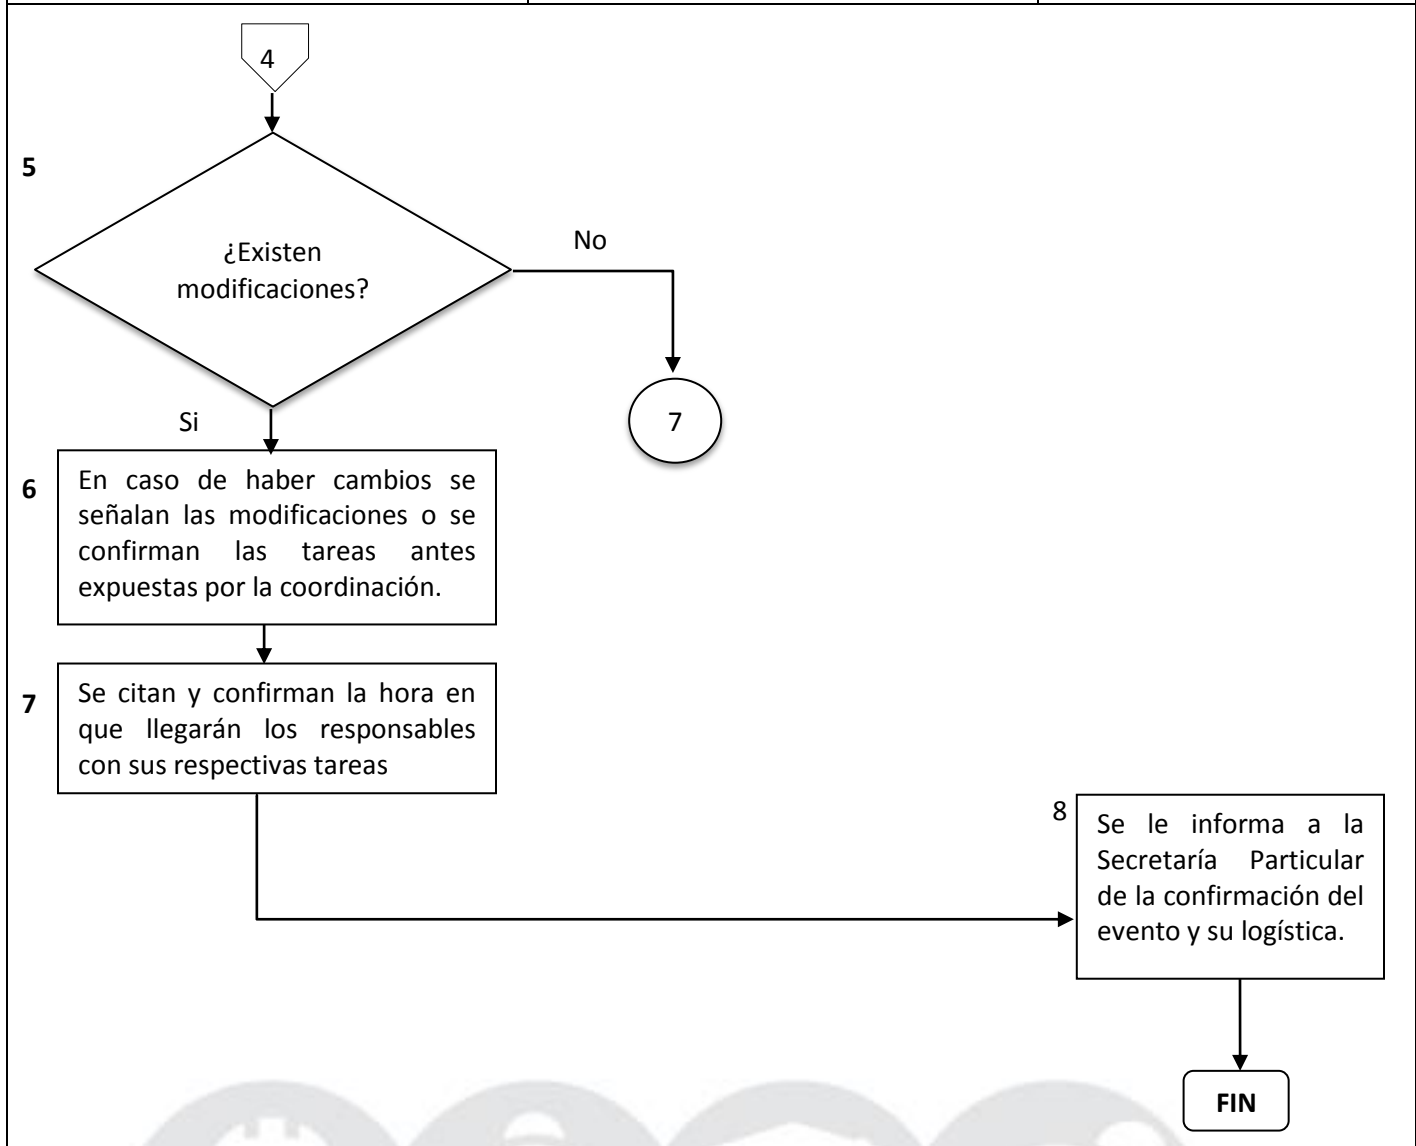 4
5
¿Existen
modificaciones?
No
7
Si
6
En caso de haber cambios se
señalan las modificaciones o se
confirman las tareas antes
expuestas por la coordinación.
7
Se citan y confirman la hora en
que llegarán los responsables
con sus respectivas tareas
8
Se le informa a la
Secretaría Particular
de la confirmación del
evento y su logística.
FIN